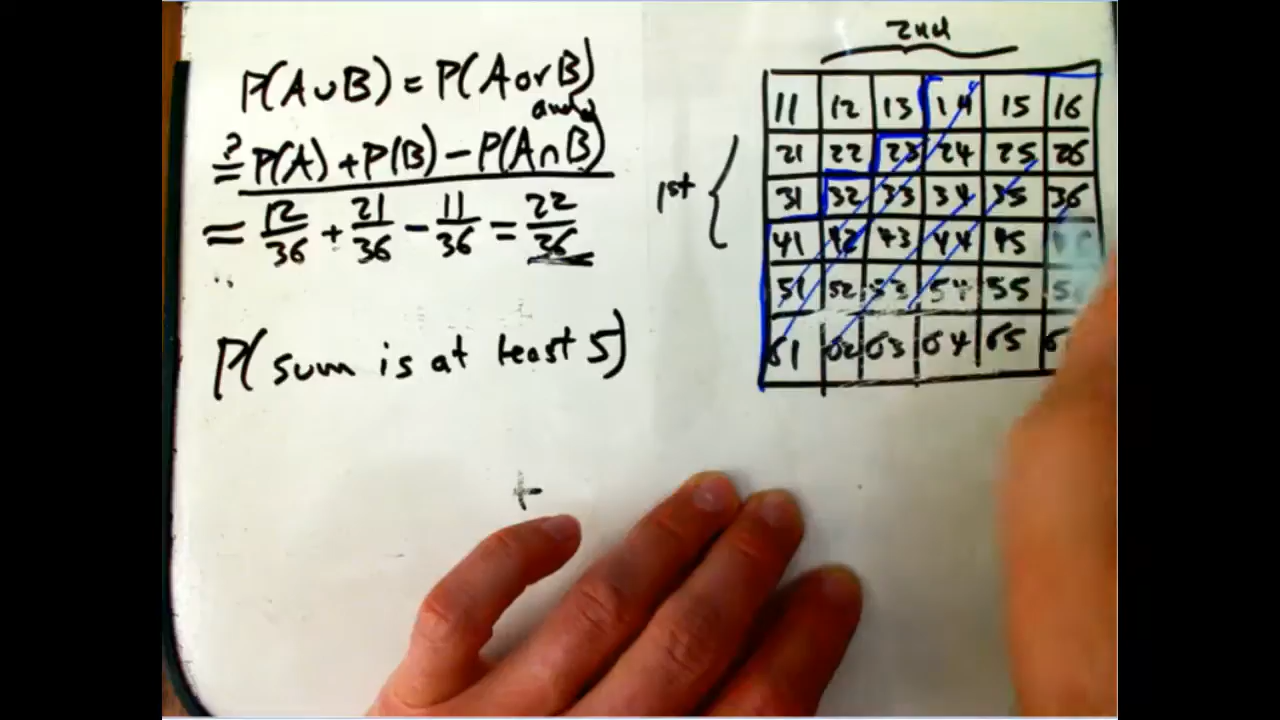 P(A∪B) = P(A or B)
and
?= P(A) + P(B) − P(A∩B)
= 12/36 + 21/36 − 11/36 = 22/36
P(sum is at least 5)
+
2nd
1st
11 12 13 14 15 16
21 22 23 24 25 26
31 32 33 34 35 36
41 42 43 44 45
51 52 53 54 55
61 62 63 64 65